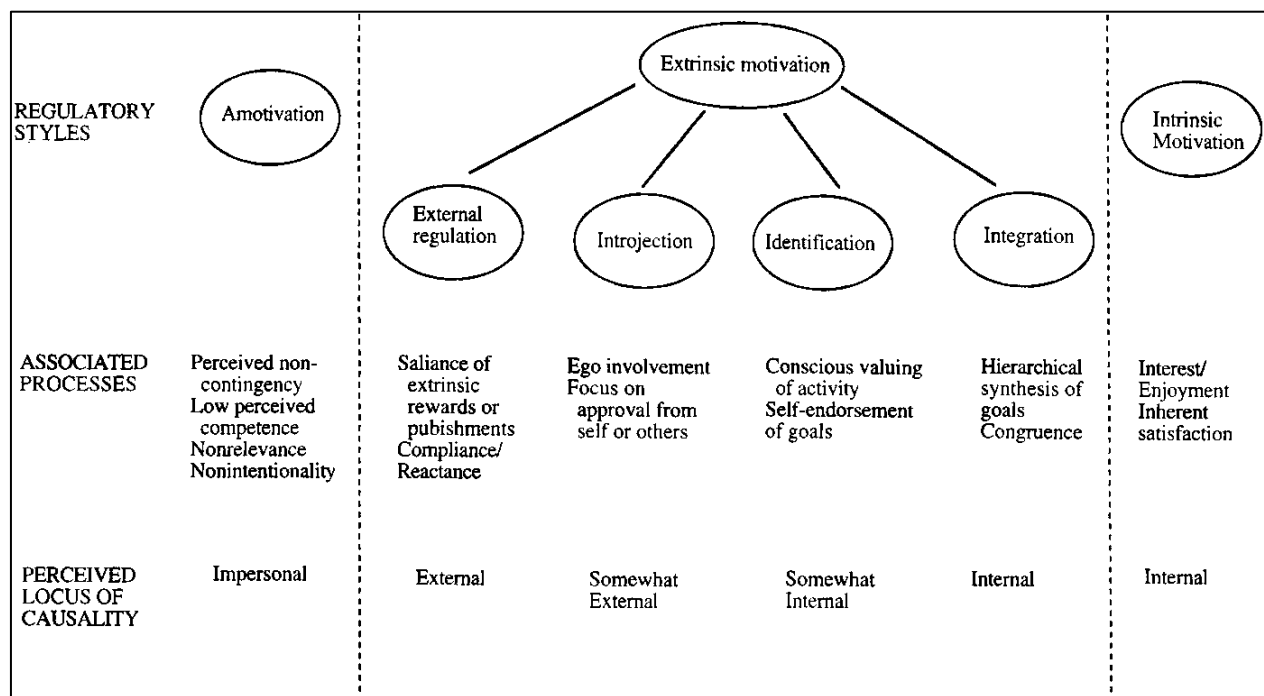 Extrinsic motivation
REGULATORY
STYLES
Amotivation
Intrinsic
Motivation
External
regulation
Introjection
Identification
Integration
ASSOCIATED
PROCESSES
Perceived non-
contingency
Low perceived
competence
Nonrelevance
Nonintentionality
Saliance of
extrinsic
rewards or
pubishments
Compliance/
Reactance
Ego involvement
Focus on
approval from
self or others
Conscious valuing
of activity
Self-endorsement
of goals
Hierarchical
synthesis of
goals
Congruence
Interest/
Enjoyment
Inherent
satisfaction
PERCEIVED
LOCUS OF
CAUSALITY
Impersonal
External
Somewhat
External
Somewhat
Internal
Internal
Internal